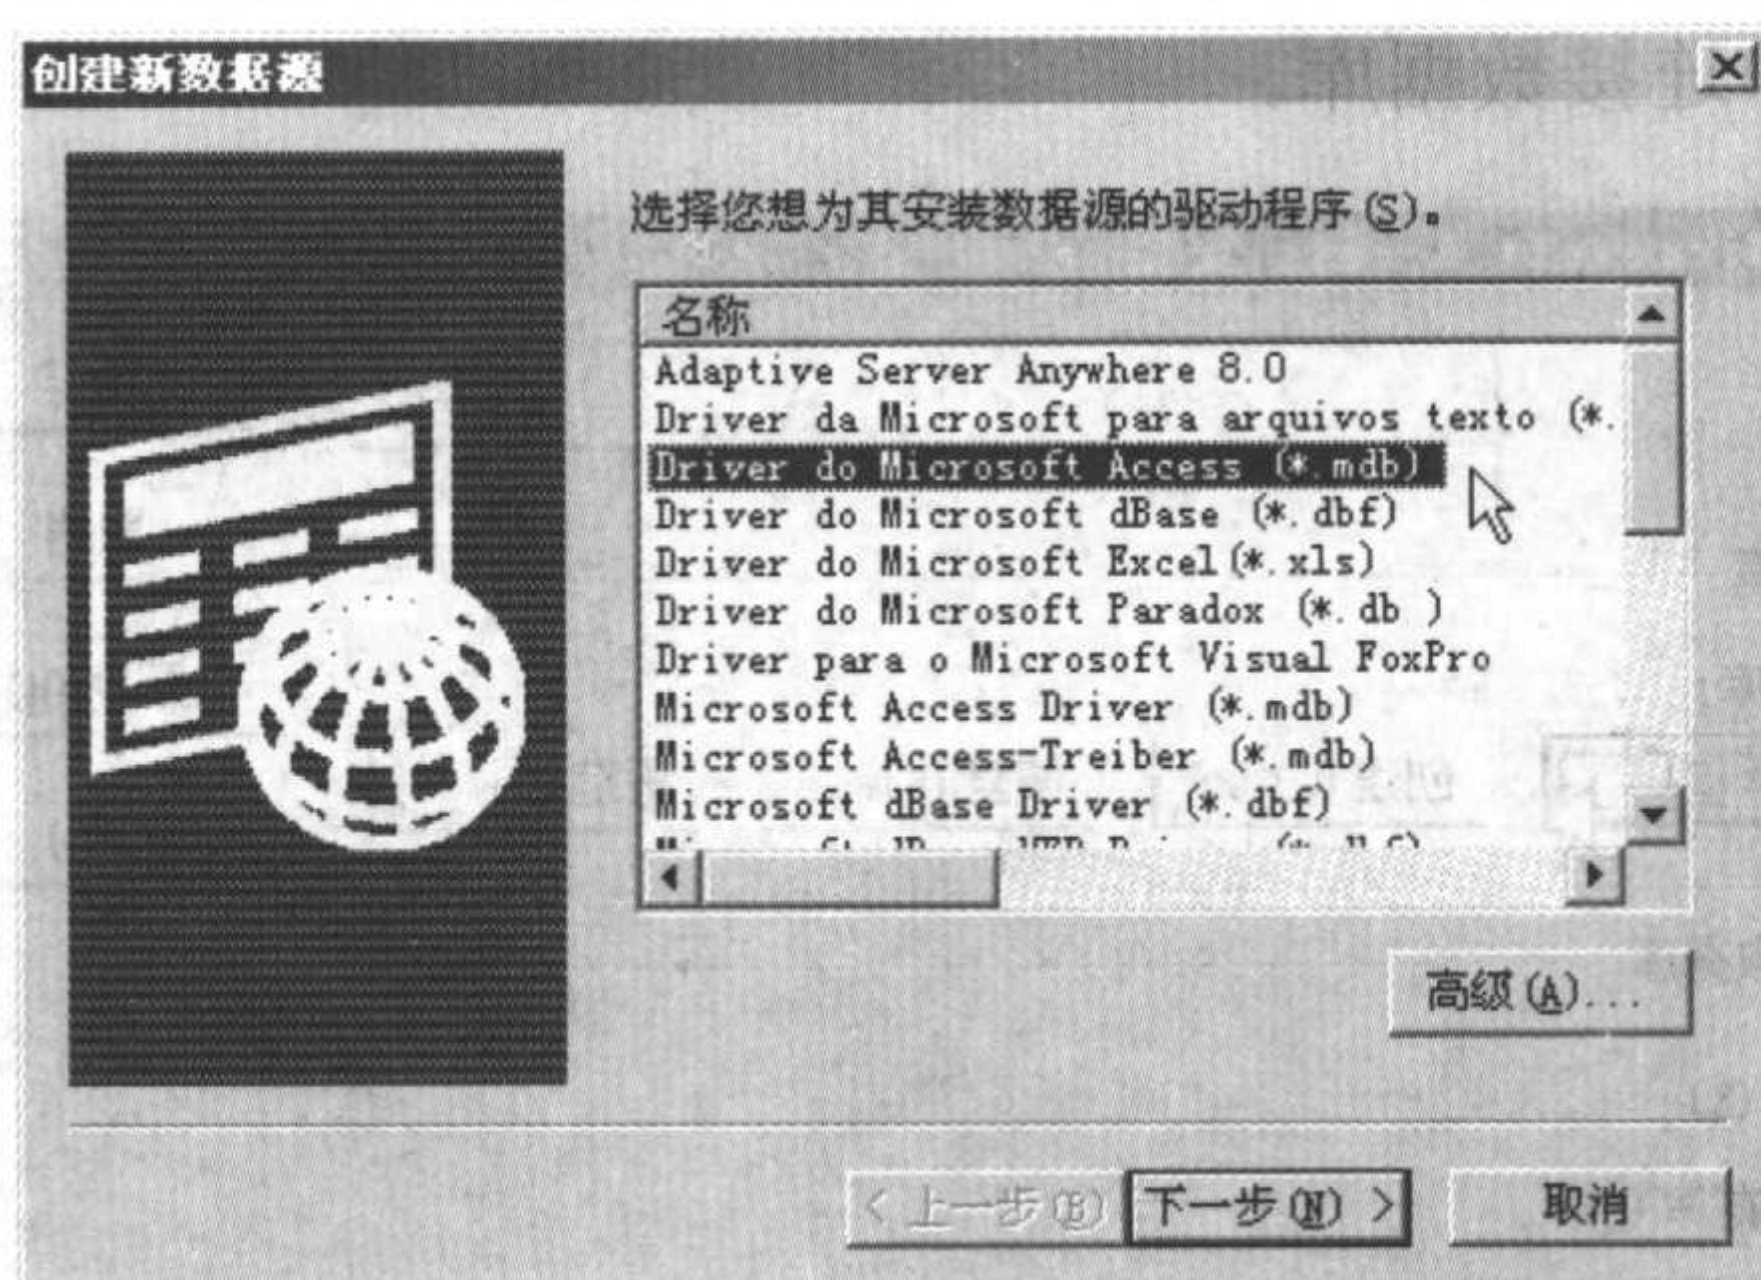 创建新数据源
选择您想为其安装数据源的驱动程序(S)。
名称
Adaptive Server Anywhere 8.0
Driver da Microsoft para arquivos texto (*.
Driver do Microsoft Access (*.mdb)
Driver do Microsoft dBase (*.dbf)
Driver do Microsoft Excel(*.xls)
Driver do Microsoft Paradox (*.db )
Driver para o Microsoft Visual FoxPro
Microsoft Access Driver (*.mdb)
Microsoft Access-Treiber (*.mdb)
Microsoft dBase Driver (*.dbf)
高级(A)...
< 上一步(B) 下一步(N) > 取消